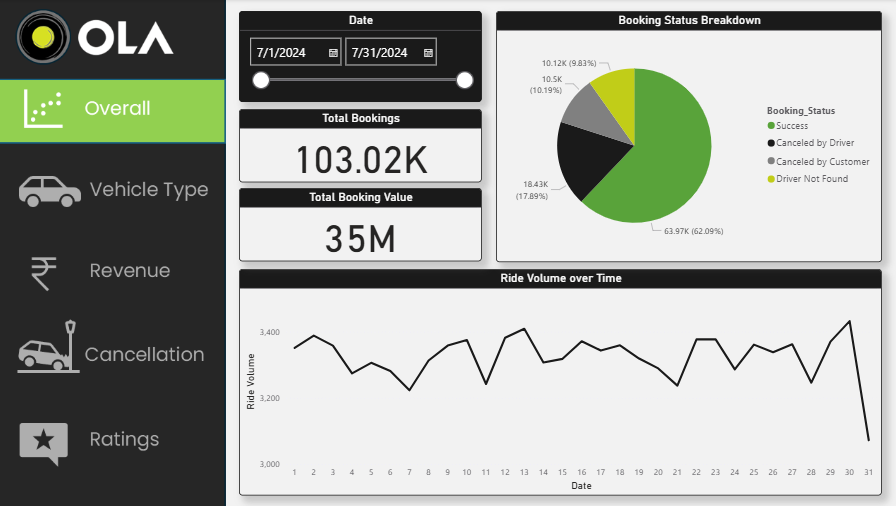 OLA
Overall
Vehicle Type
Revenue
Cancellation
Ratings
Date
7/1/2024 7/31/2024
Total Bookings
103.02K
Total Booking Value
35M
Booking Status Breakdown
10.12K (9.83%)
10.5K
(10.19%)
18.43K
(17.89%)
63.97K (62.09%)
Booking_Status
Success
Canceled by Driver
Canceled by Customer
Driver Not Found
Ride Volume over Time
Ride Volume
3,400
3,200
3,000
1 2 3 4 5 6 7 8 9 10 11 12 13 14 15 16 17 18 19 20 21 22 23 24 25 26 27 28 29 30 31
Date